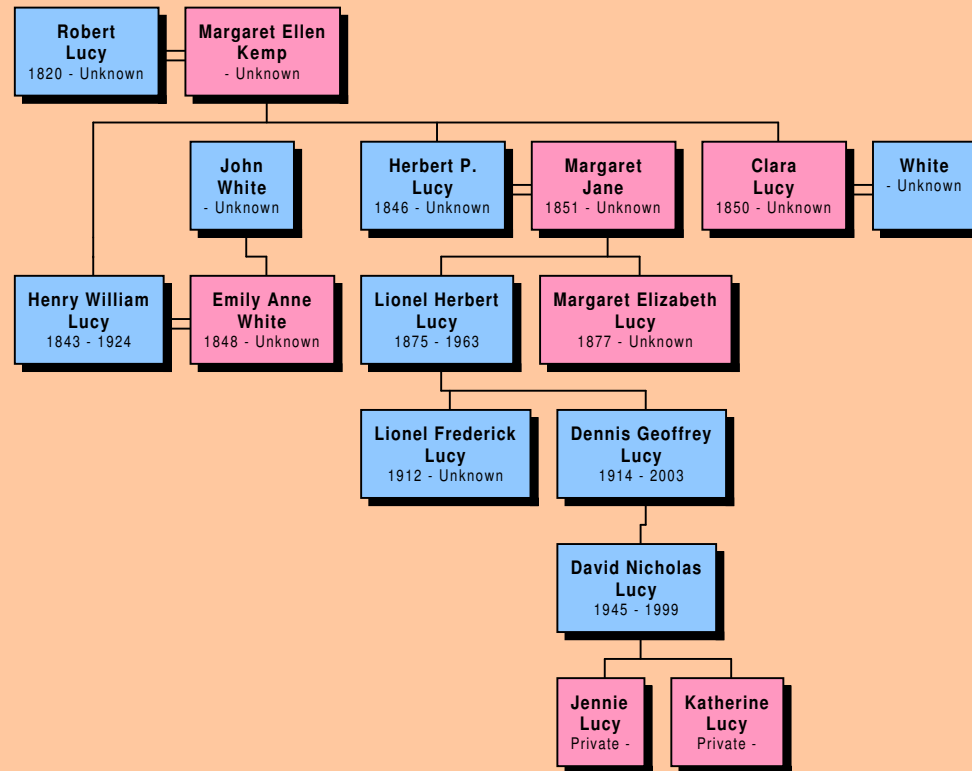 Robert
Lucy
1820 - Unknown
Margaret Ellen
Kemp
- Unknown
John
White
- Unknown
Herbert P.
Lucy
1846 - Unknown
Margaret
Jane
1851 - Unknown
Clara
Lucy
1850 - Unknown
White
- Unknown
Henry William
Lucy
1843 - 1924
Emily Anne
White
1848 - Unknown
Lionel Herbert
Lucy
1875 - 1963
Margaret Elizabeth
Lucy
1877 - Unknown
Lionel Frederick
Lucy
1912 - Unknown
Dennis Geoffrey
Lucy
1914 - 2003
David Nicholas
Lucy
1945 - 1999
Jennie
Lucy
Private -
Katherine
Lucy
Private -